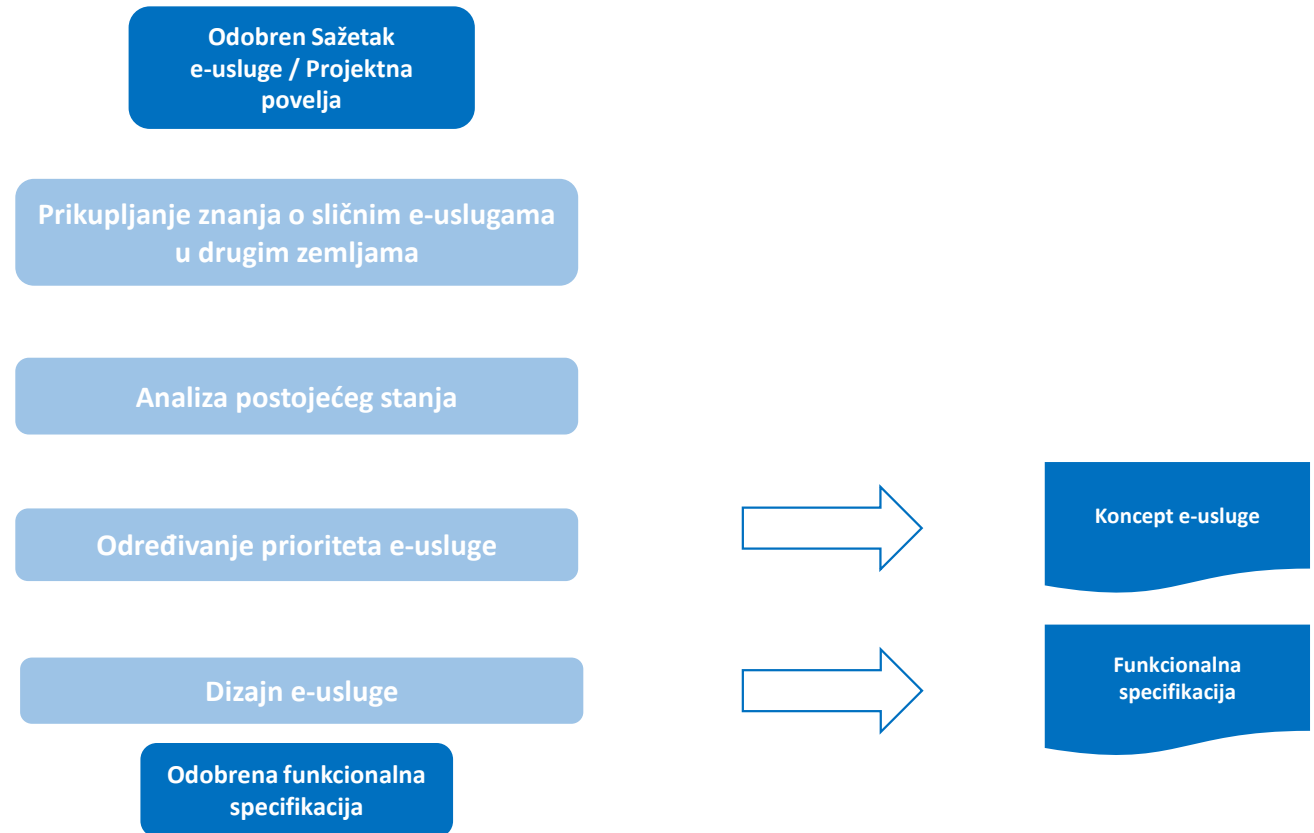 Odobren Sažetak
e-usluge / Projektna
povelja
Prikupljanje znanja o sličnim e-uslugama
u drugim zemljama
Analiza postojećeg stanja
Određivanje prioriteta e-usluge
Koncept e-usluge
Dizajn e-usluge
Funkcionalna
specifikacija
Odobrena funkcionalna
specifikacija